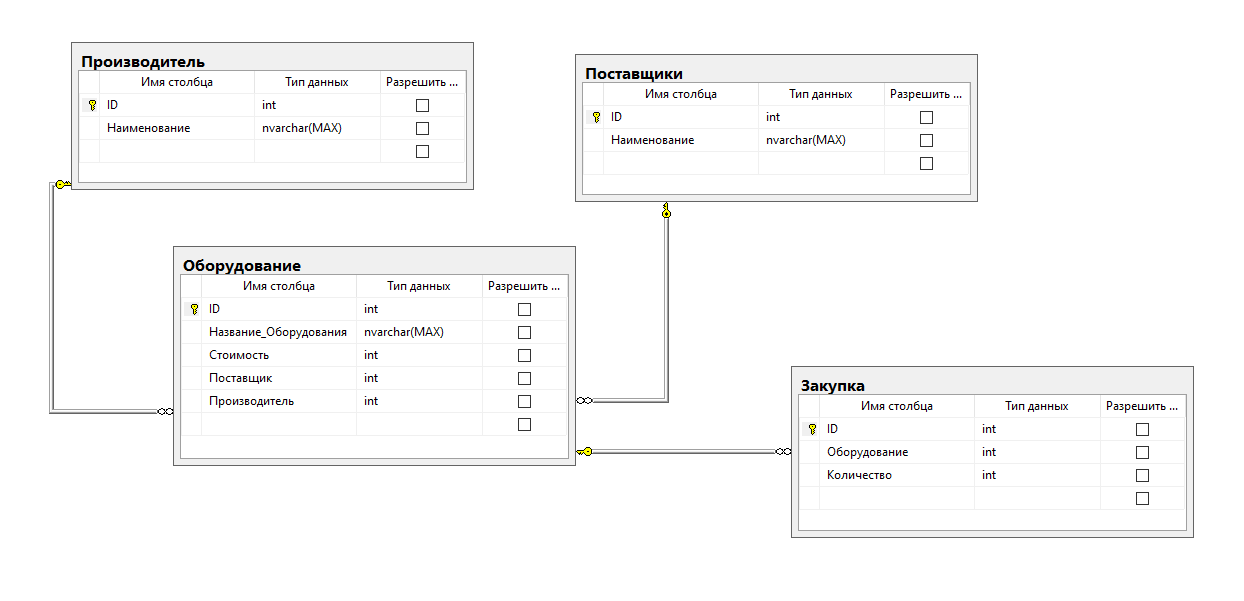 Производитель
Имя столбца Тип данных Разрешить ...
ID int
Наименование nvarchar(MAX)
Поставщики
Имя столбца Тип данных Разрешить ...
ID int
Наименование nvarchar(MAX)
Оборудование
Имя столбца Тип данных Разрешить ...
ID int
Название_Оборудования nvarchar(MAX)
Стоимость int
Поставщик int
Производитель int
Закупка
Имя столбца Тип данных Разрешить ...
ID int
Оборудование int
Количество int